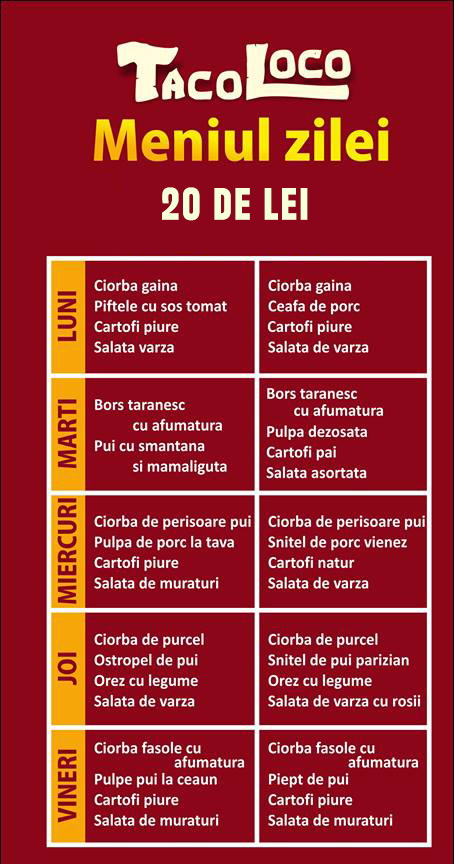 TACO LOCO
Meniul zilei
20 DE LEI
LUNI
Ciorba gaina
Piftele cu sos tomat
Cartofi piure
Salata varza
Ciorba gaina
Ceafa de porc
Cartofi piure
Salata de varza
MARTI
Bors taranesc
cu afumatura
Pui cu smantana
si mamaliguta
Bors taranesc
cu afumatura
Pulpa dezosata
Cartofi pai
Salata asortata
MIERCURI
Ciorba de perisoare pui
Pulpa de porc la tava
Cartofi piure
Salata de muraturi
Ciorba de perisoare pui
Snitel de porc vienez
Cartofi natur
Salata de varza
JOI
Ciorba de purcel
Ostropel de pui
Orez cu legume
Salata de varza
Ciorba de purcel
Snitel de pui parizian
Orez cu legume
Salata de varza cu rosii
VINERI
Ciorba fasole cu
afumatura
Pulpe pui la ceaun
Cartofi piure
Salata de muraturi
Ciorba fasole cu
afumatura
Piept de pui
Cartofi piure
Salata de muraturi